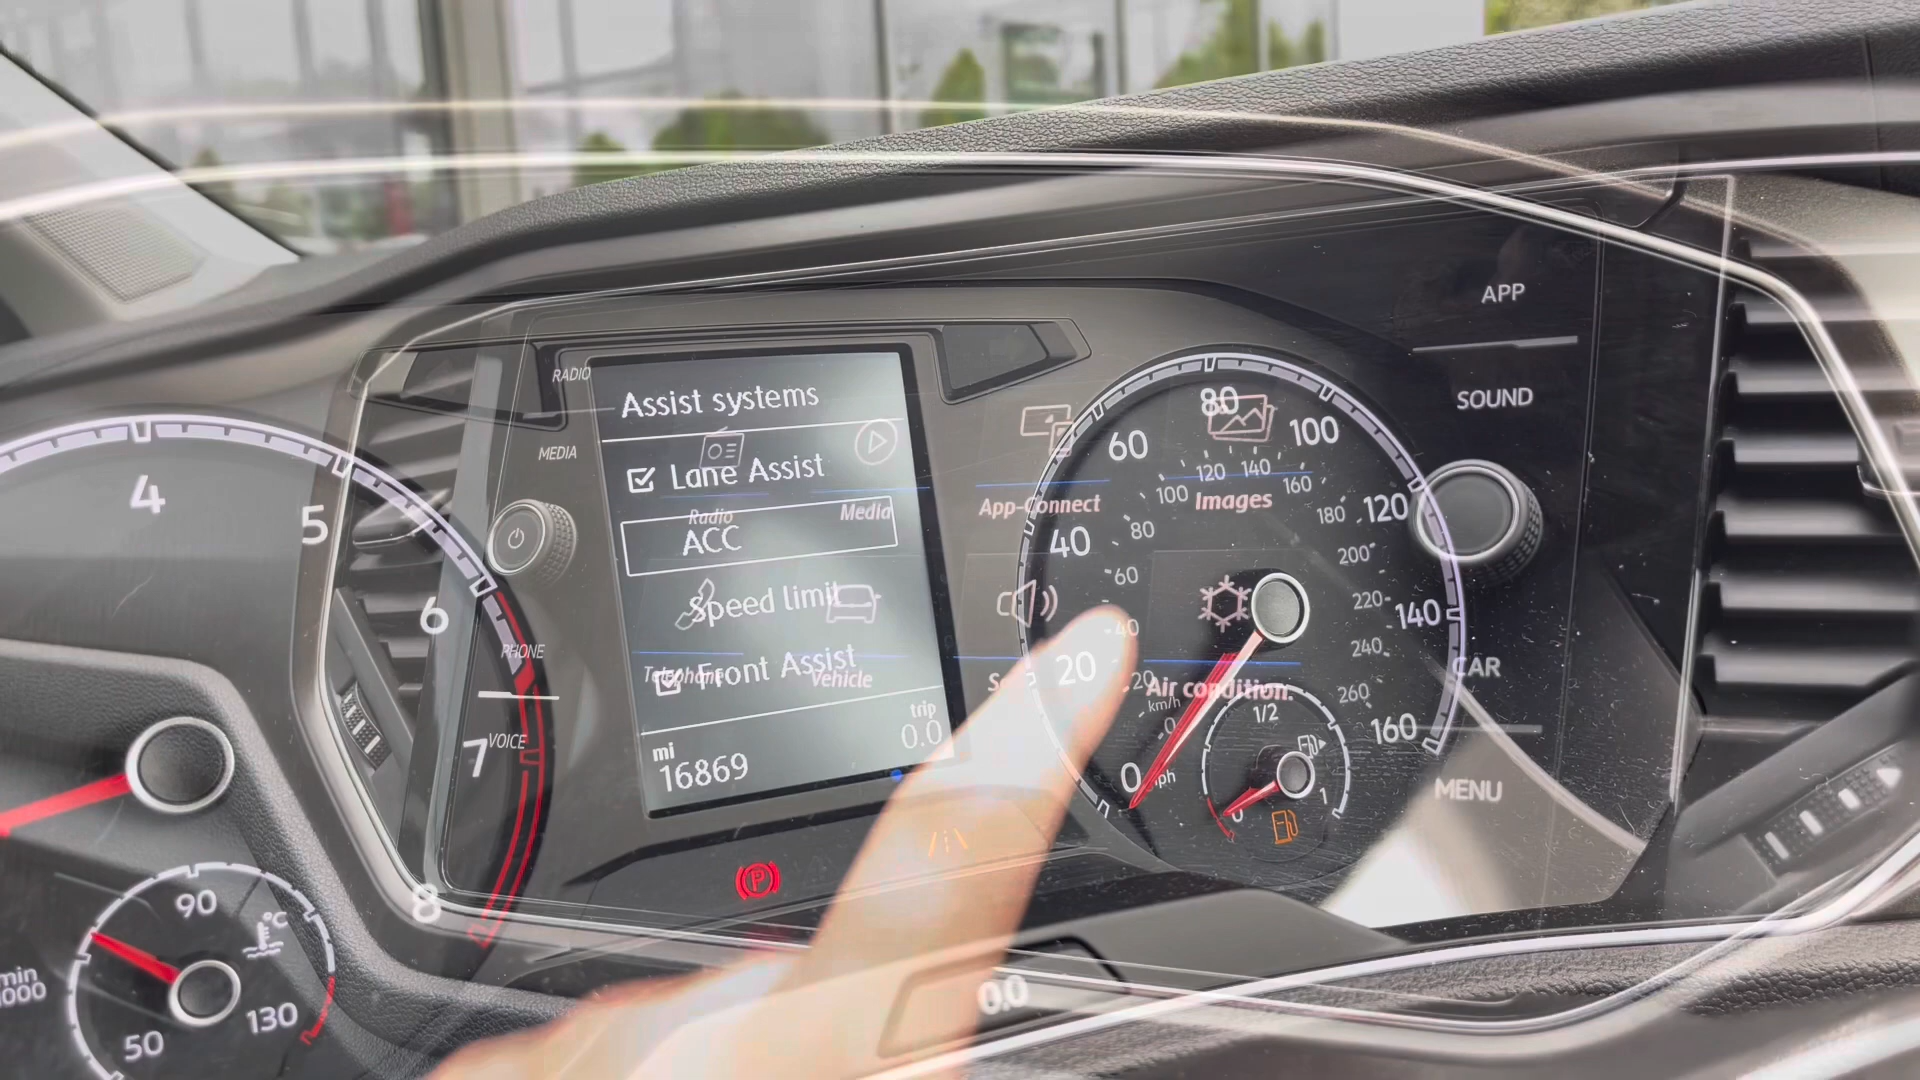 APP
SOUND
CAR
MENU
RADIO
MEDIA
PHONE
VOICE
Assist systems
Lane Assist
ACC
Speed limit
Front Assist
trip
0.0
mi
16869
Radio
Media
App-Connect
Images
Telephone
Vehicle
Air condition.
4
5
6
7
8
50
90
130
°C
min
0
20
40
60
80
100
120
140
160
mph
km/h
0
20
40
60
80
100
120
140
160
180
200
220
240
260
0
1/2
1
P
0.0